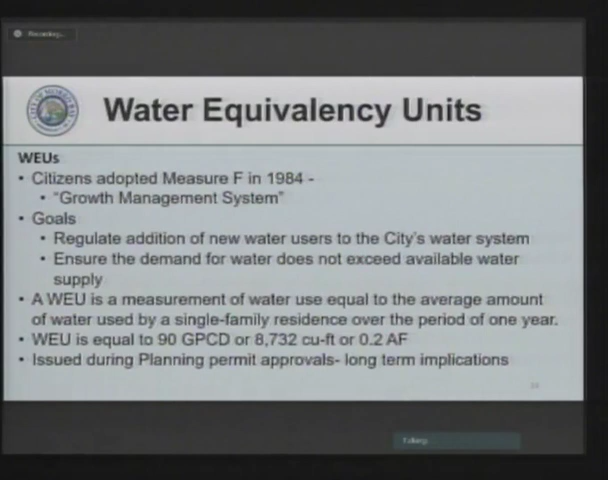 Recording...
Water Equivalency Units
WEUs
• Citizens adopted Measure F in 1984 -
• "Growth Management System"
• Goals
• Regulate addition of new water users to the City's water system
• Ensure the demand for water does not exceed available water
supply
• A WEU is a measurement of water use equal to the average amount
of water used by a single-family residence over the period of one year.
• WEU is equal to 90 GPCD or 8,732 cu-ft or 0.2 AF
• Issued during Planning permit approvals- long term implications
Talking: